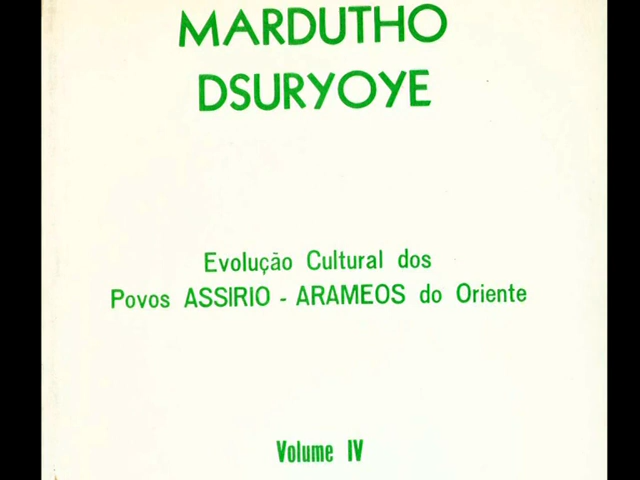 MARDUTHO
DSURYOYE
Evolução Cultural dos
Povos ASSIRIO - ARAMEOS do Oriente
Volume IV